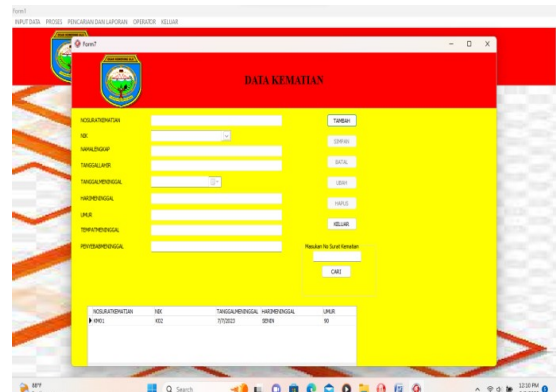 Form1
INPUT DATA PROSES PENCARIAN DAN LAPORAN OPERATOR KELUAR
Form7
DATA KEMATIAN
NOSURATKEMATIAN
NIK
NAMALENGKAP
TANGGALLAHIR
TANGGALMENINGGAL
HARIMENINGGAL
UMUR
TEMPATMENINGGAL
PENYEBABMENINGGAL
TAMBAH
SIMPAN
BATAL
UBAH
HAPUS
KELUAR
Masukan No Surat Kematian
CARI
NOSURATKEMATIAN NIK TANGGALMENINGGAL HARIMENINGGAL UMUR
KM01 K02 7/7/2023 SENIN 90
88°F
Search
12:10 PM